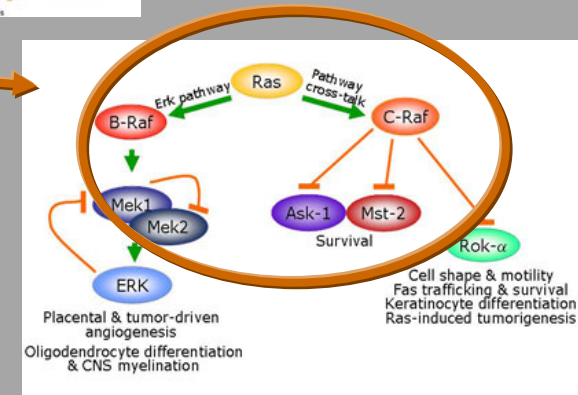 Ras
Erk pathway
Pathway
cross-talk
B-Raf
C-Raf
Mek1
Mek2
Ask-1
Mst-2
Survival
Rok-α
ERK
Cell shape & motility
Fas trafficking & survival
Keratinocyte differentiation
Ras-induced tumorigenesis
Placental & tumor-driven
angiogenesis
Oligodendrocyte differentiation
& CNS myelination